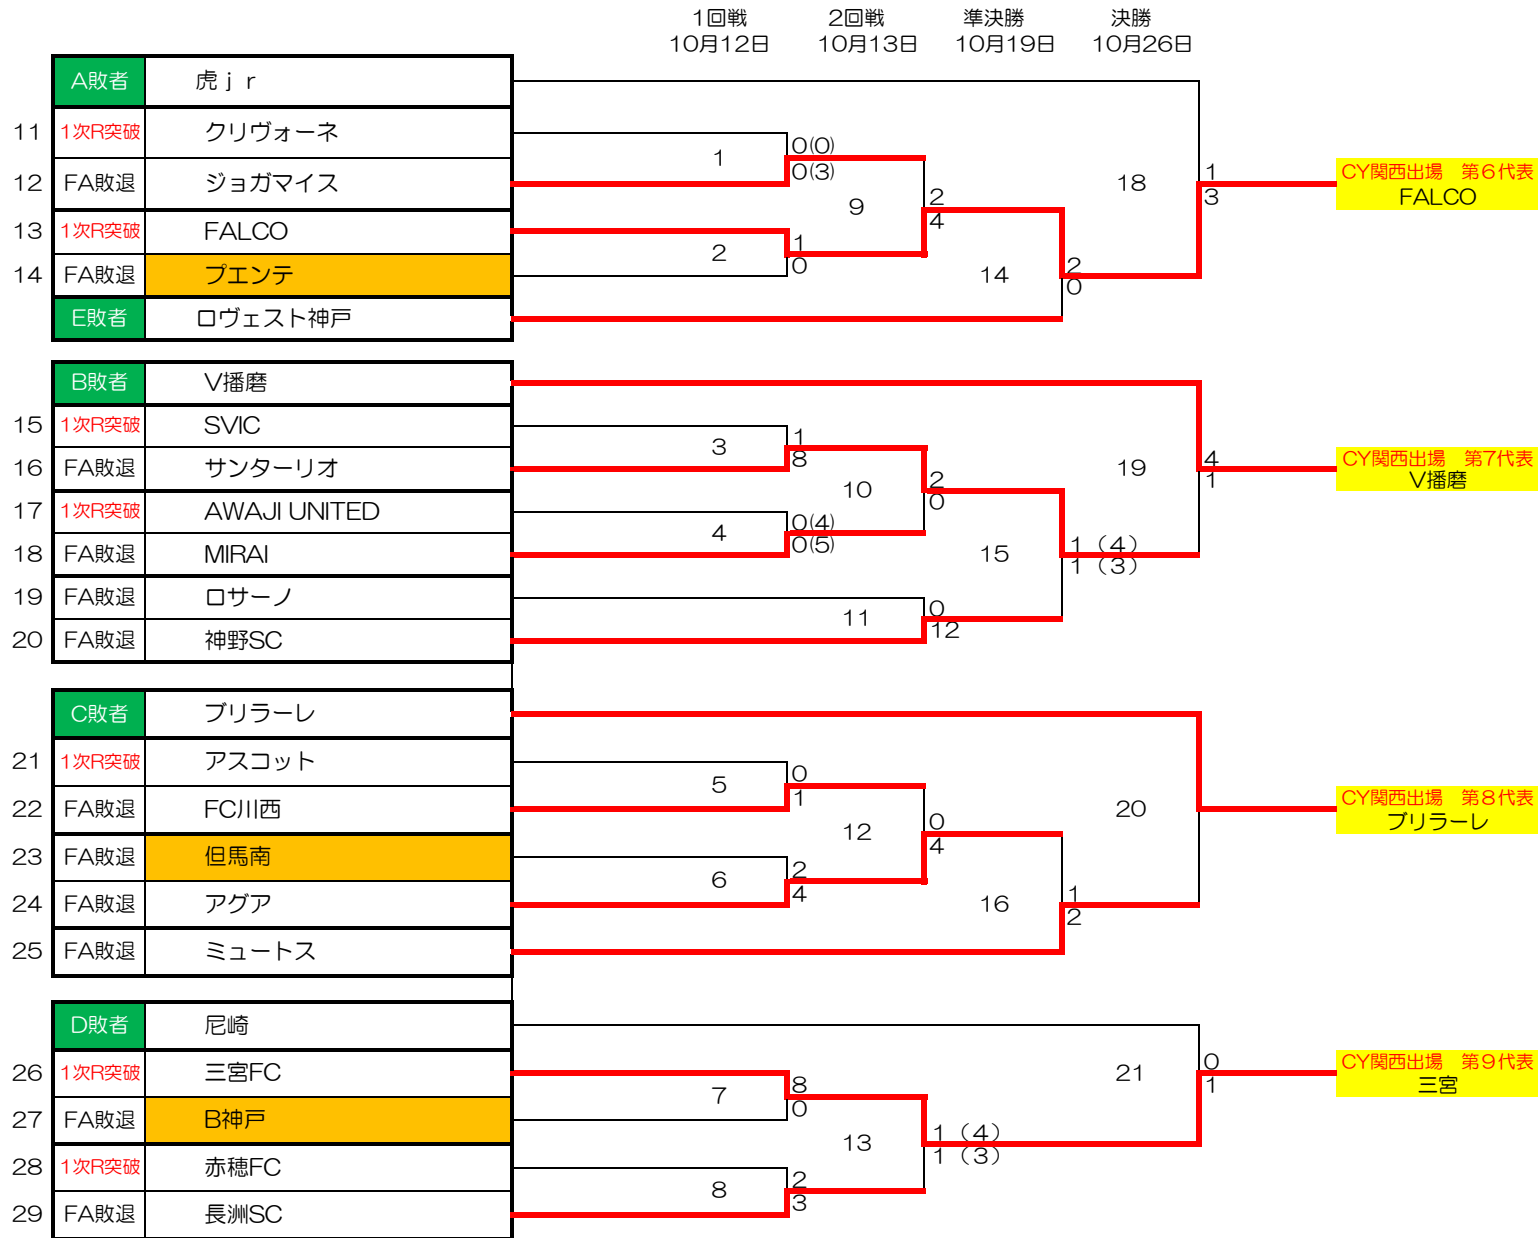 1回戦 2回戦 準決勝 決勝
10月12日 10月13日 10月19日 10月26日
A敗者 虎ｊｒ
11 1次R突破 クリヴォーネ
12 FA敗退 ジョガマイス
13 1次R突破 FALCO
14 FA敗退 プエンテ
E敗者 ロヴェスト神戸
1
0(0)
0(3)
2
1
0
9
2
4
14
2
0
18
1
3
CY関西出場 第6代表
FALCO
B敗者 V播磨
15 1次R突破 SVIC
16 FA敗退 サンターリオ
17 1次R突破 AWAJI UNITED
18 FA敗退 MIRAI
19 FA敗退 ロサーノ
20 FA敗退 神野SC
3
1
8
4
0(4)
0(5)
10
2
0
11
0
12
15
1（4）
1（3）
19
4
1
CY関西出場 第7代表
V播磨
C敗者 ブリラーレ
21 1次R突破 アスコット
22 FA敗退 FC川西
23 FA敗退 但馬南
24 FA敗退 アグア
25 FA敗退 ミュートス
5
0
1
6
2
4
12
0
4
16
1
2
20
CY関西出場 第8代表
ブリラーレ
D敗者 尼崎
26 1次R突破 三宮FC
27 FA敗退 B神戸
28 1次R突破 赤穂FC
29 FA敗退 長洲SC
7
8
0
8
2
3
13
1（4）
1（3）
21
0
1
CY関西出場 第9代表
三宮